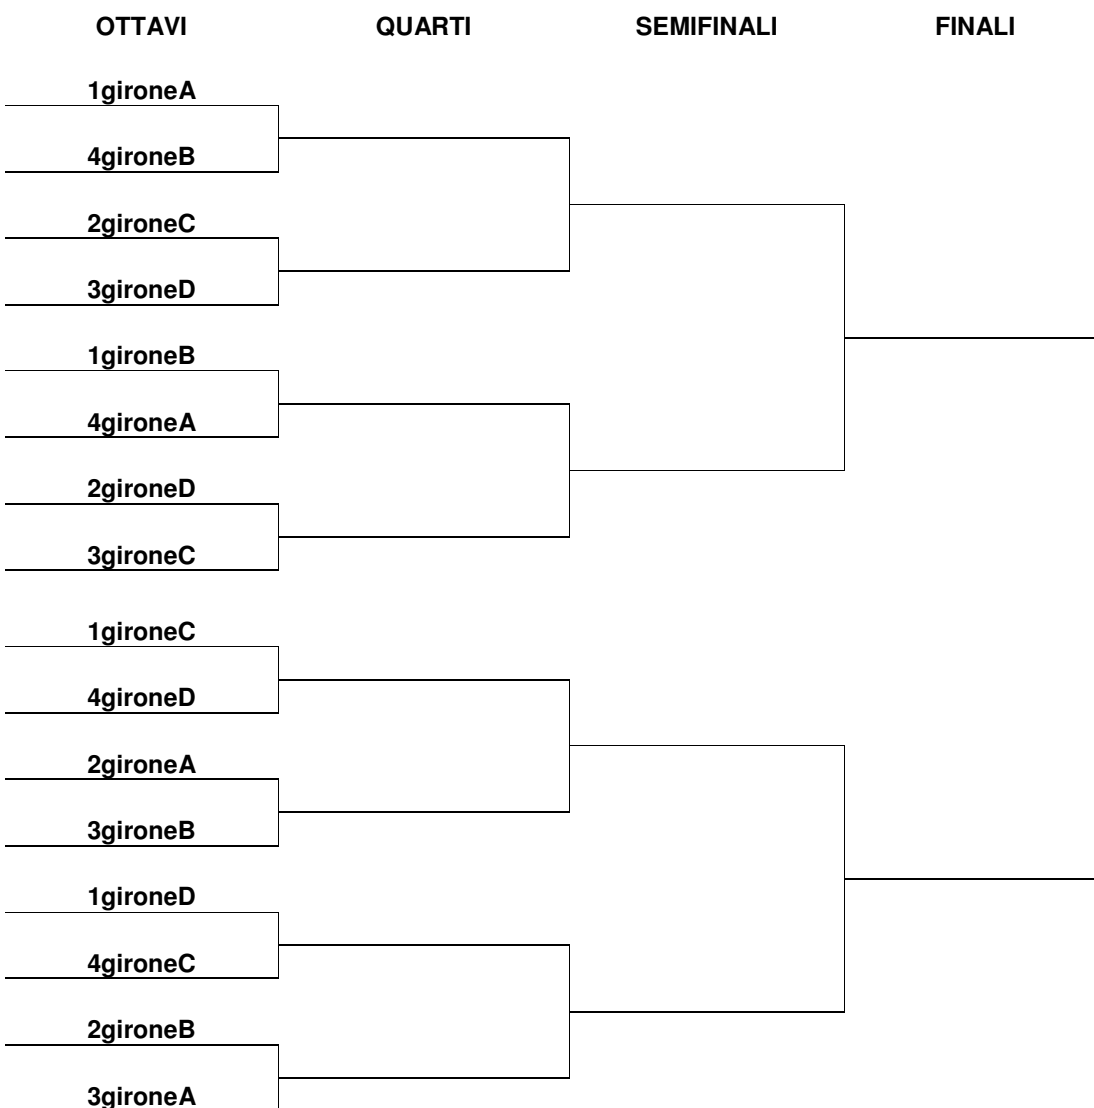 OTTAVI QUARTI SEMIFINALI FINALI
1gironeA
4gironeB
2gironeC
3gironeD
1gironeB
4gironeA
2gironeD
3gironeC
1gironeC
4gironeD
2gironeA
3gironeB
1gironeD
4gironeC
2gironeB
3gironeA